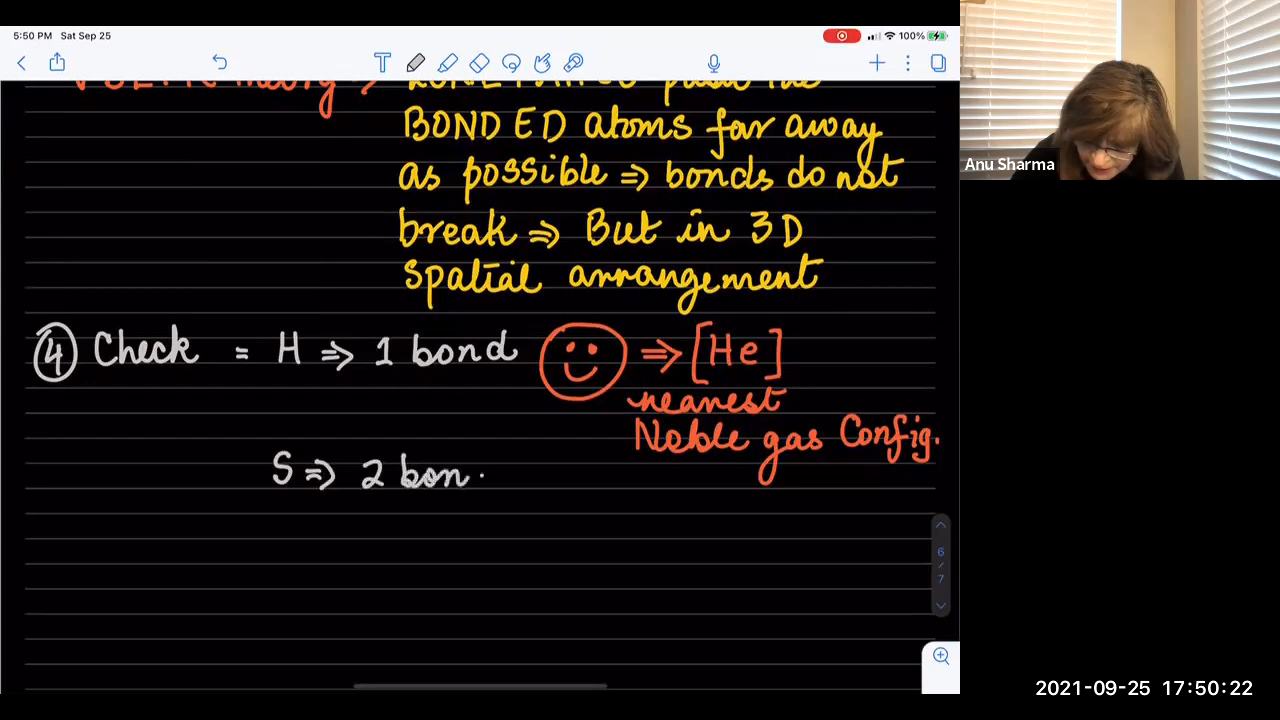 5:50 PM Sat Sep 25
100%
BONDED atoms far away
as possible ⇒ bonds do not
break ⇒ But in 3D
Spatial arrangement
④ Check = H ⇒ 1 bond ⇒ [He]
nearest
Noble gas Config.
S ⇒ 2 bon
6/7
Anu Sharma
2021-09-25 17:50:22